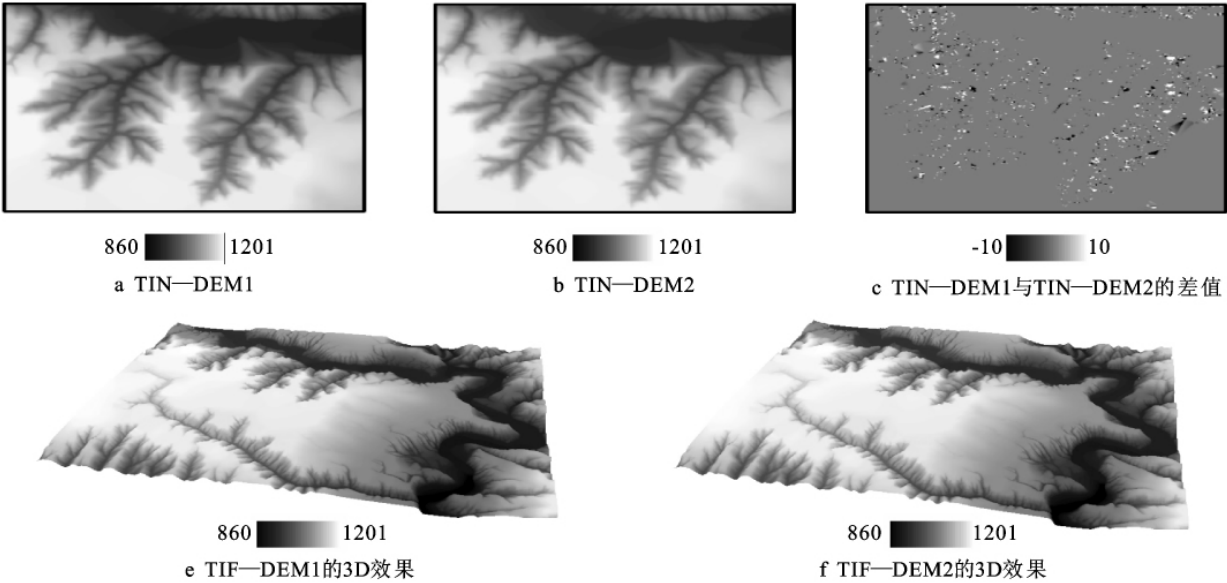 860 1201
a TIN—DEM1
860 1201
b TIN—DEM2
-10 10
c TIN—DEM1与TIN—DEM2的差值
860 1201
e TIF—DEM1的3D效果
860 1201
f TIF—DEM2的3D效果